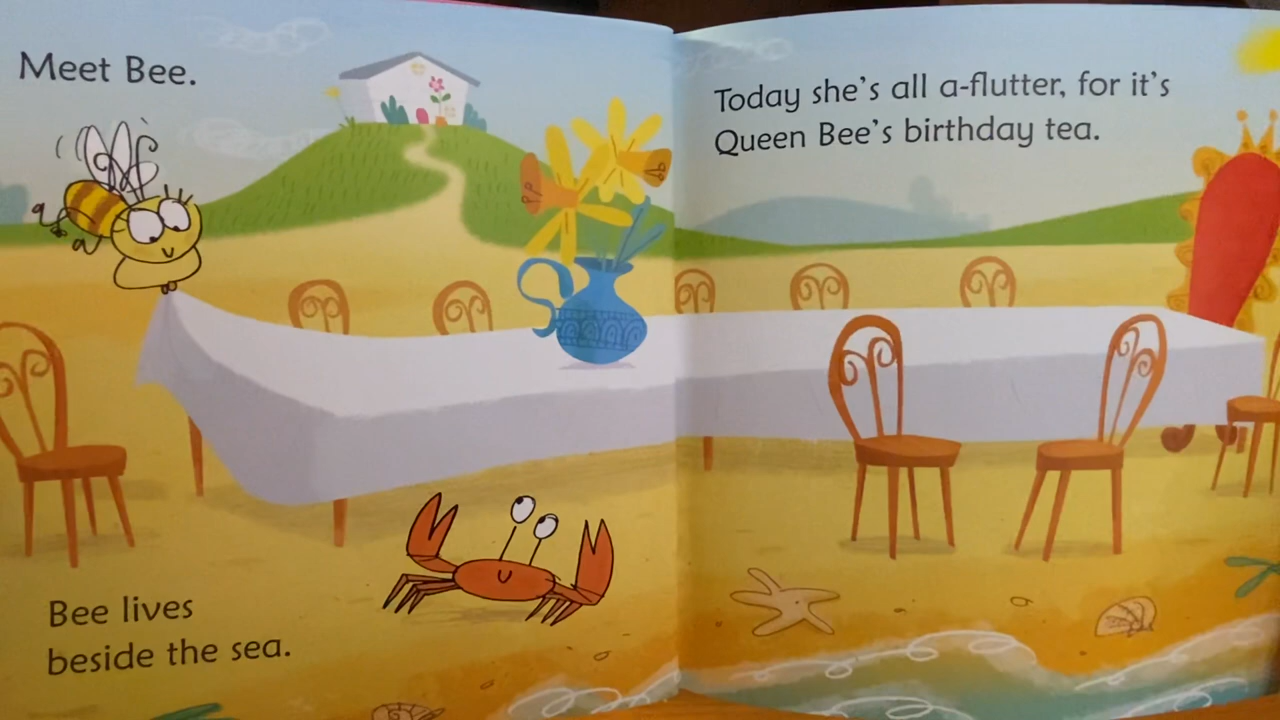 Meet Bee.
Bee lives
beside the sea.
Today she's all a-flutter, for it's
Queen Bee's birthday tea.